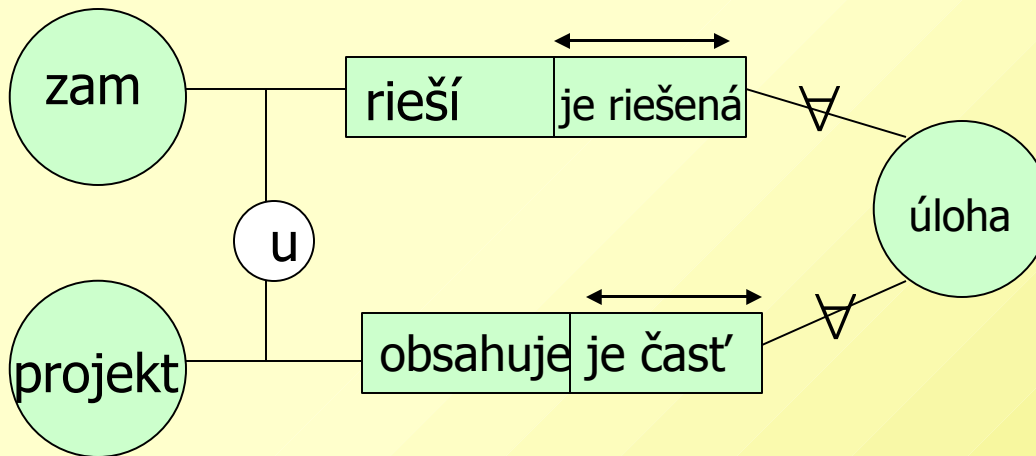 zam
rieší
je riešená
∀
úloha
u
∀
projekt
obsahuje
je časť